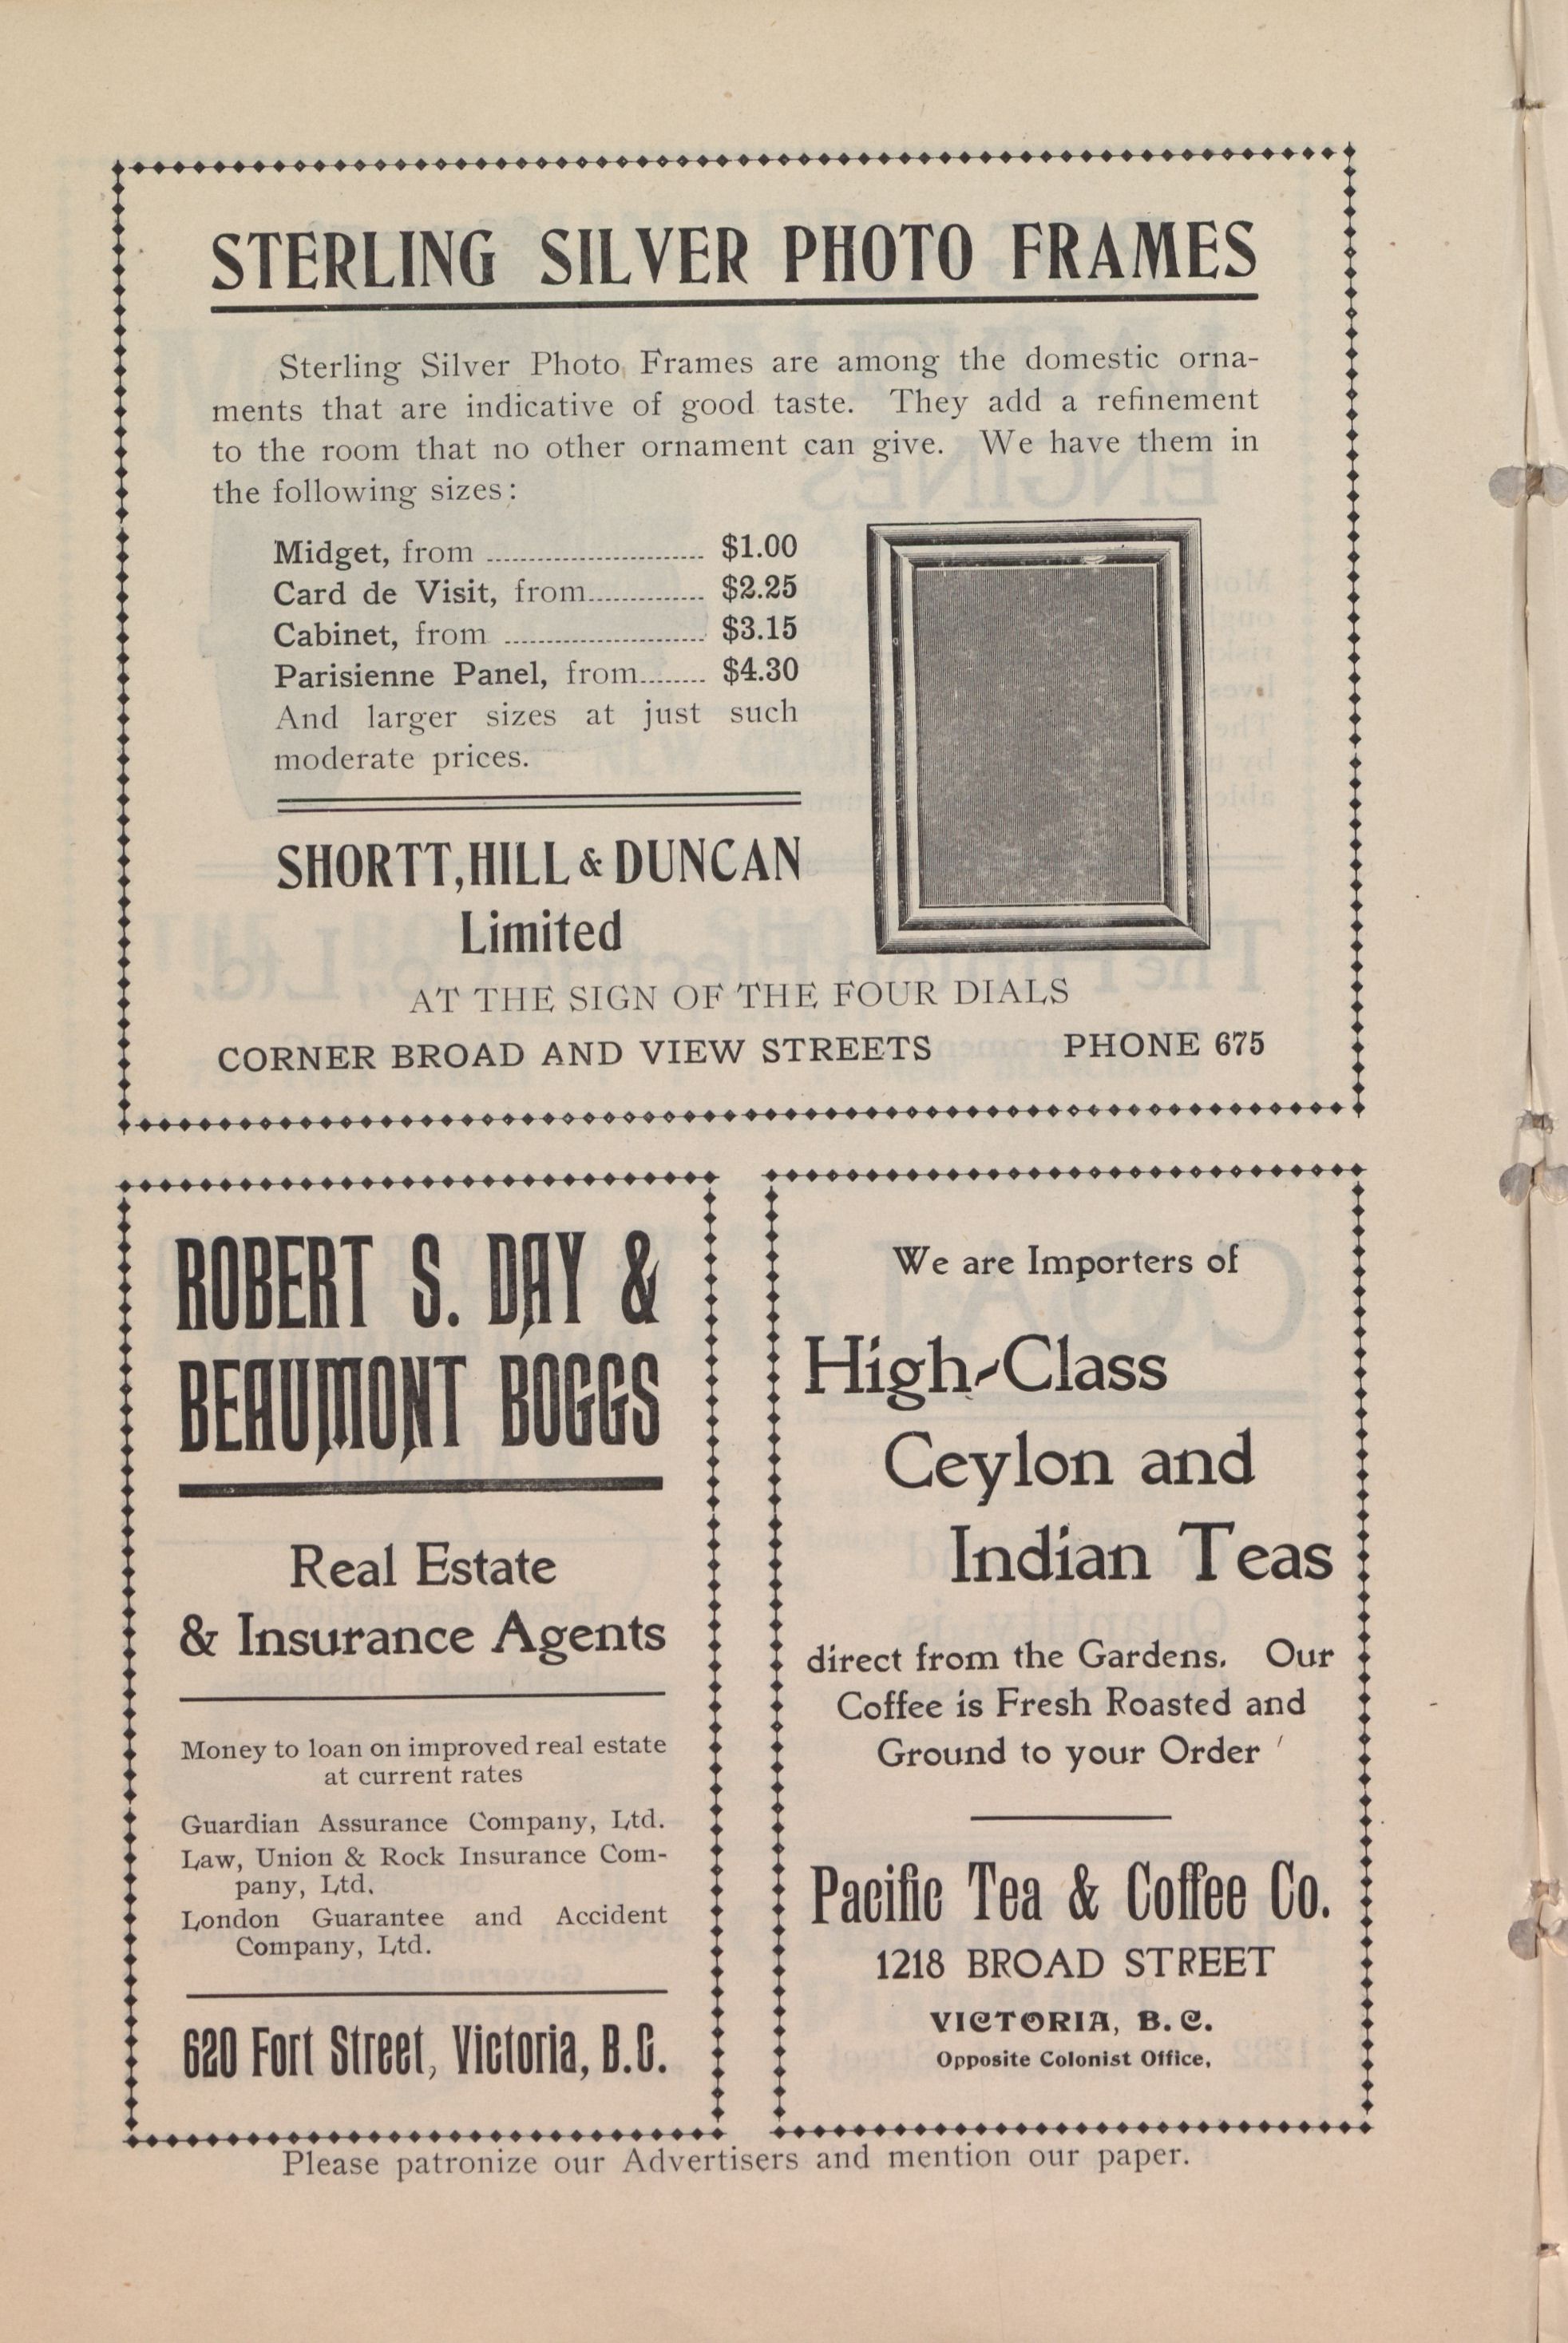 STERLING SILVER PHOTO FRAMES
Sterling Silver Photo Frames are among the domestic orna-
ments that are indicative of good taste. They add a refinement
to the room that no other ornament can give. We have them in
the following sizes:
Midget, from ........................ $1.00
Card de Visit, from.............. $2.25
Cabinet, from ........................ $3.15
Parisienne Panel, from........ $4.30
And larger sizes at just such
moderate prices.
SHORTT, HILL & DUNCAN
Limited
AT THE SIGN OF THE FOUR DIALS
CORNER BROAD AND VIEW STREETS PHONE 675
ROBERT S. DAY &
BEAUMONT BOGGS
Real Estate
& Insurance Agents
Money to loan on improved real estate
at current rates
Guardian Assurance Company, Ltd.
Law, Union & Rock Insurance Com-
pany, Ltd.
London Guarantee and Accident
Company, Ltd.
620 Fort Street, Victoria, B.C.
We are Importers of
High-Class
Ceylon and
Indian Teas
direct from the Gardens. Our
Coffee is Fresh Roasted and
Ground to your Order
Pacific Tea & Coffee Co.
1218 BROAD STREET
VICTORIA, B. C.
Opposite Colonist Office,
Please patronize our Advertisers and mention our paper.